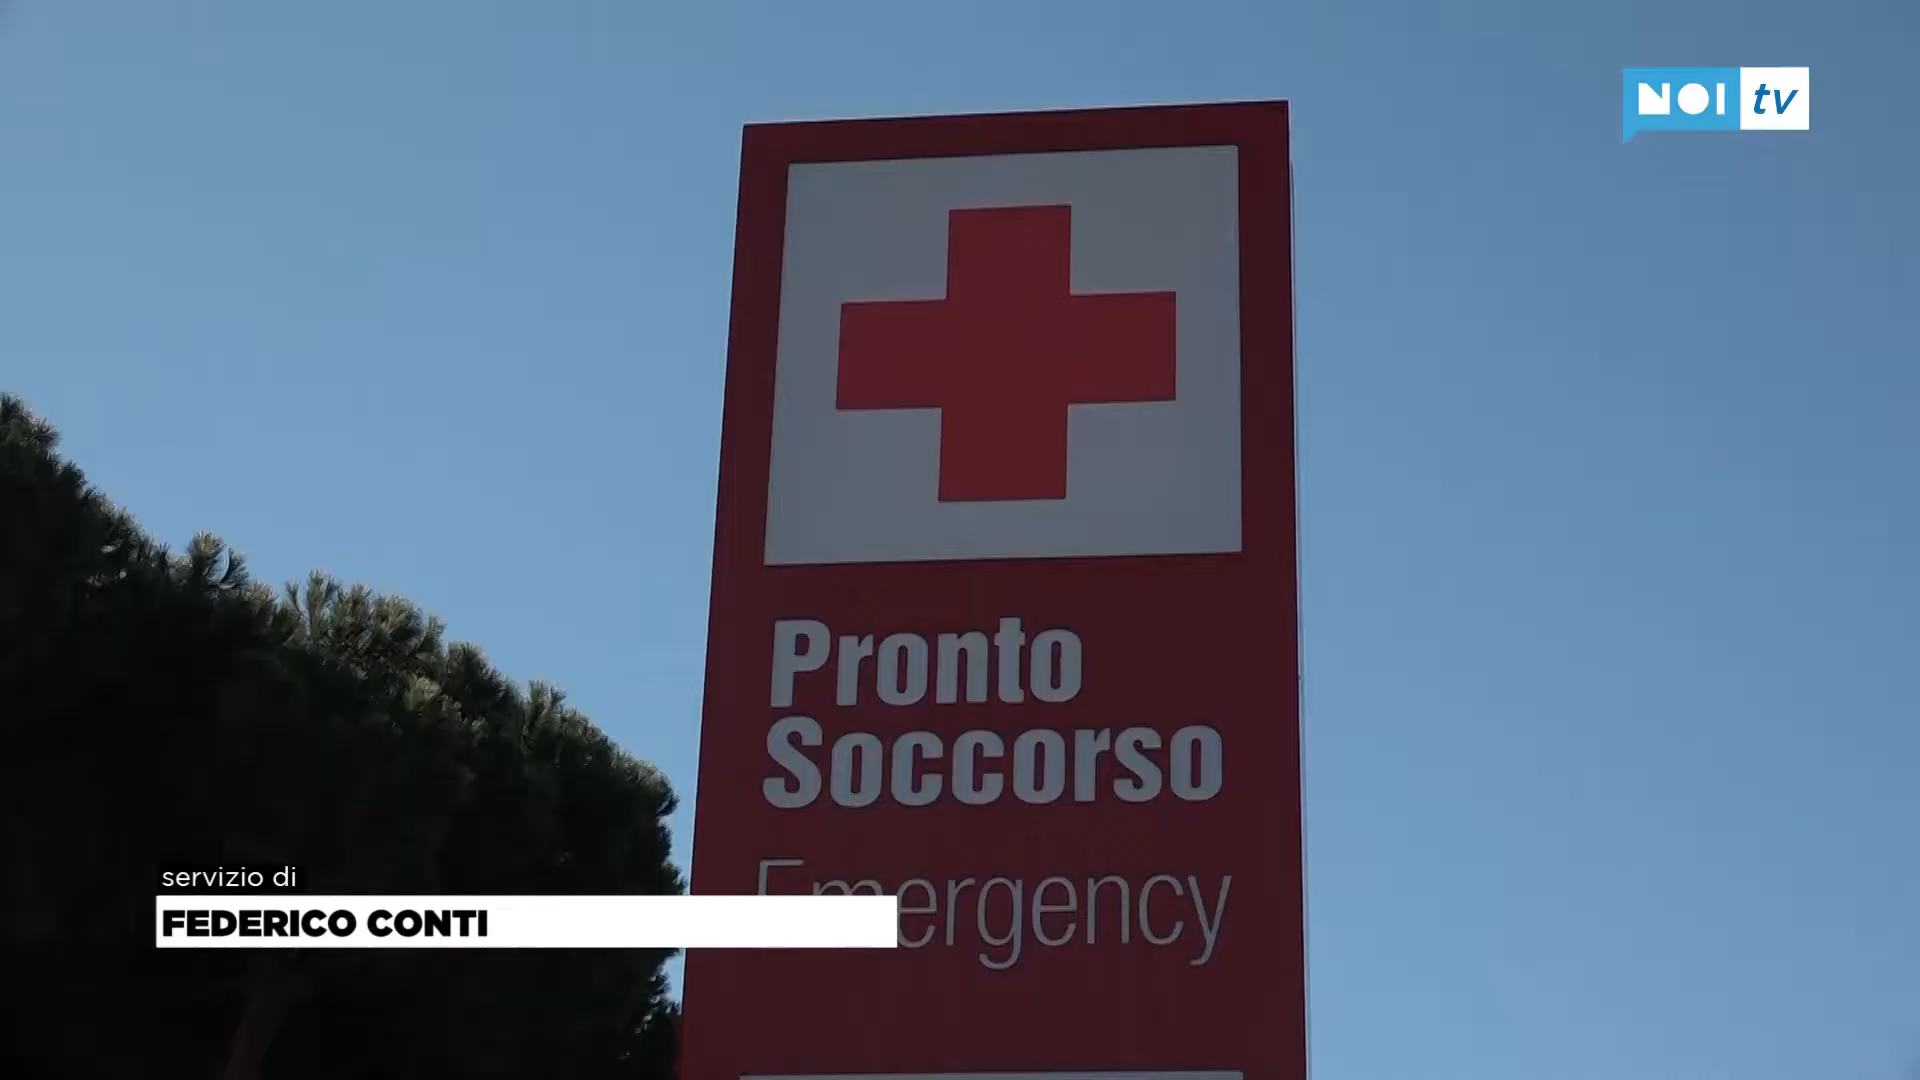 NOI tv
Pronto
Soccorso
Emergency
servizio di
FEDERICO CONTI